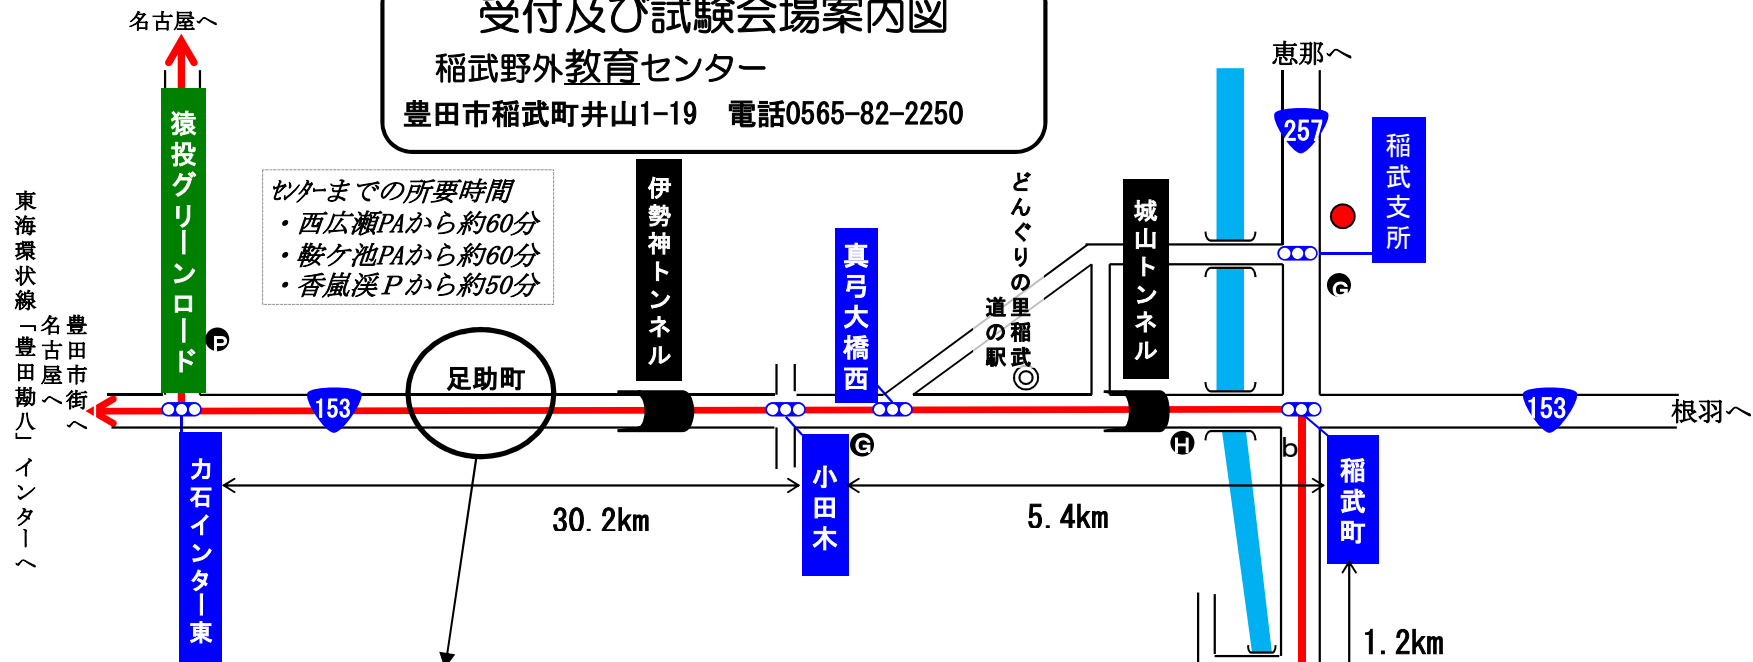 名古屋へ
受付及び試験会場案内図
稲武野外教育センター
豊田市稲武町井山1-19　電話0565-82-2250
恵那へ
257
稲武支所
猿投グリーンロード
ｾﾝﾀｰまでの所要時間
・西広瀬PAから約60分
・鞍ケ池PAから約60分
・香嵐渓Ｐから約50分
伊勢神トンネル
真弓大橋西
どんぐりの里稲武
道の駅
城山トンネル
G
P
東海環状線「豊田勘八」インターへ
豊田市街へ
名古屋へ
153
足助町
153
根羽へ
G
H
b
力石インター東
小田木
稲武町
30.2km
5.4km
1.2km